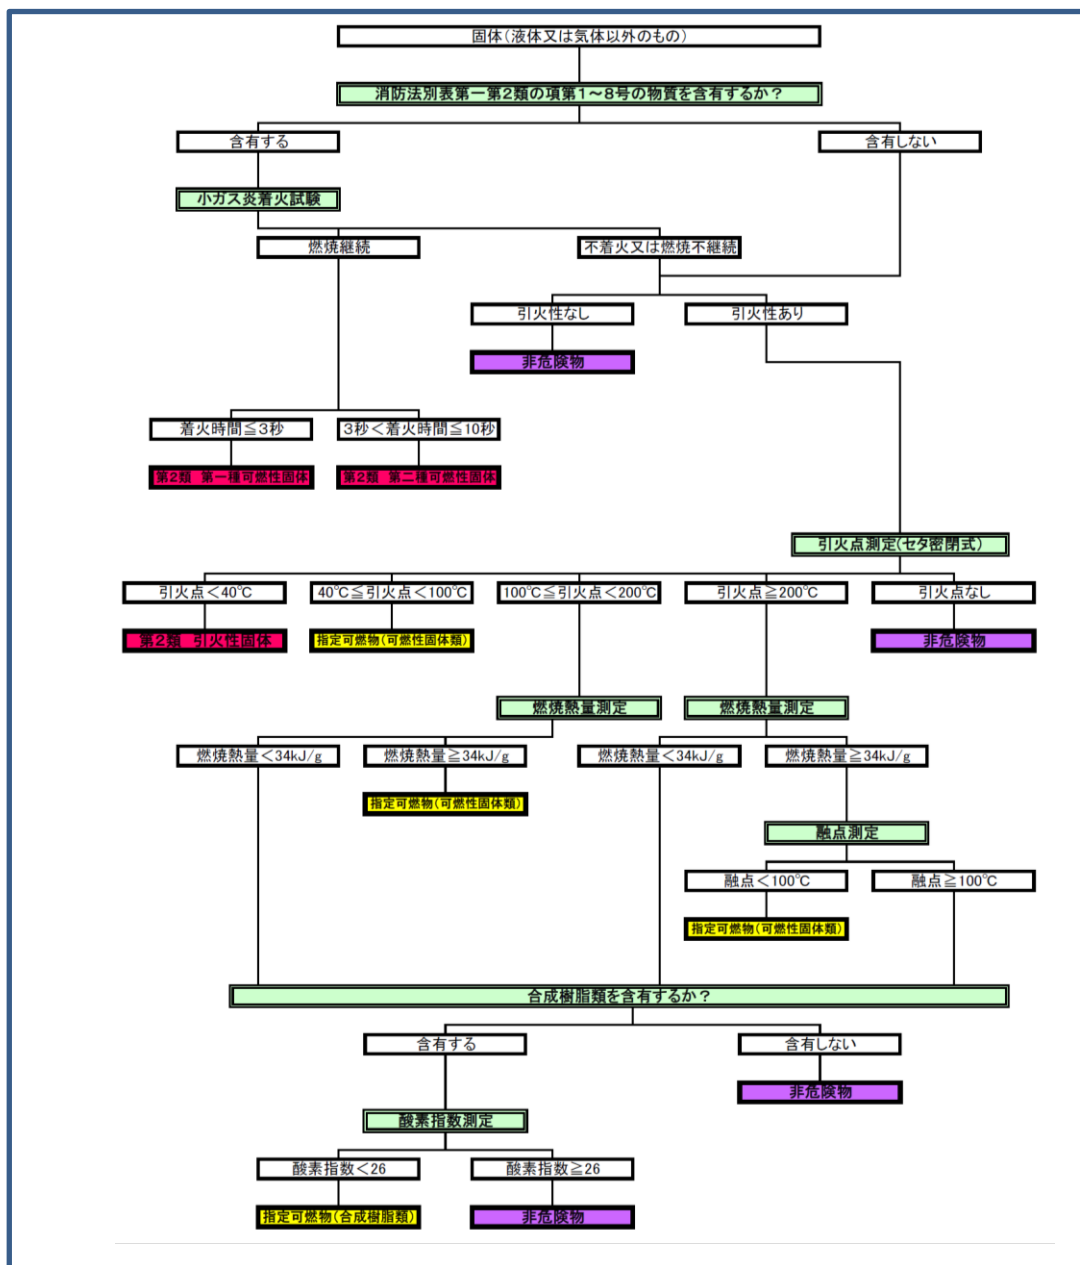 固体(液体又は気体以外のもの)
消防法別表第一第2類の項第1～8号の物質を含有するか？
含有する
含有しない
小ガス炎着火試験
燃焼継続
不着火又は燃焼不継続
引火性なし
引火性あり
非危険物
着火時間≦3秒
3秒＜着火時間≦10秒
第2類 第一種可燃性固体
第2類 第二種可燃性固体
引火点測定(セタ密閉式)
引火点＜40℃
40℃≦引火点＜100℃
100℃≦引火点＜200℃
引火点≧200℃
引火点なし
第2類 引火性固体
指定可燃物(可燃性固体類)
非危険物
燃焼熱量測定
燃焼熱量測定
燃焼熱量＜34kJ/g
燃焼熱量≧34kJ/g
燃焼熱量＜34kJ/g
燃焼熱量≧34kJ/g
指定可燃物(可燃性固体類)
融点測定
融点＜100℃
融点≧100℃
指定可燃物(可燃性固体類)
合成樹脂類を含有するか？
含有する
含有しない
非危険物
酸素指数測定
酸素指数＜26
酸素指数≧26
指定可燃物(合成樹脂類)
非危険物